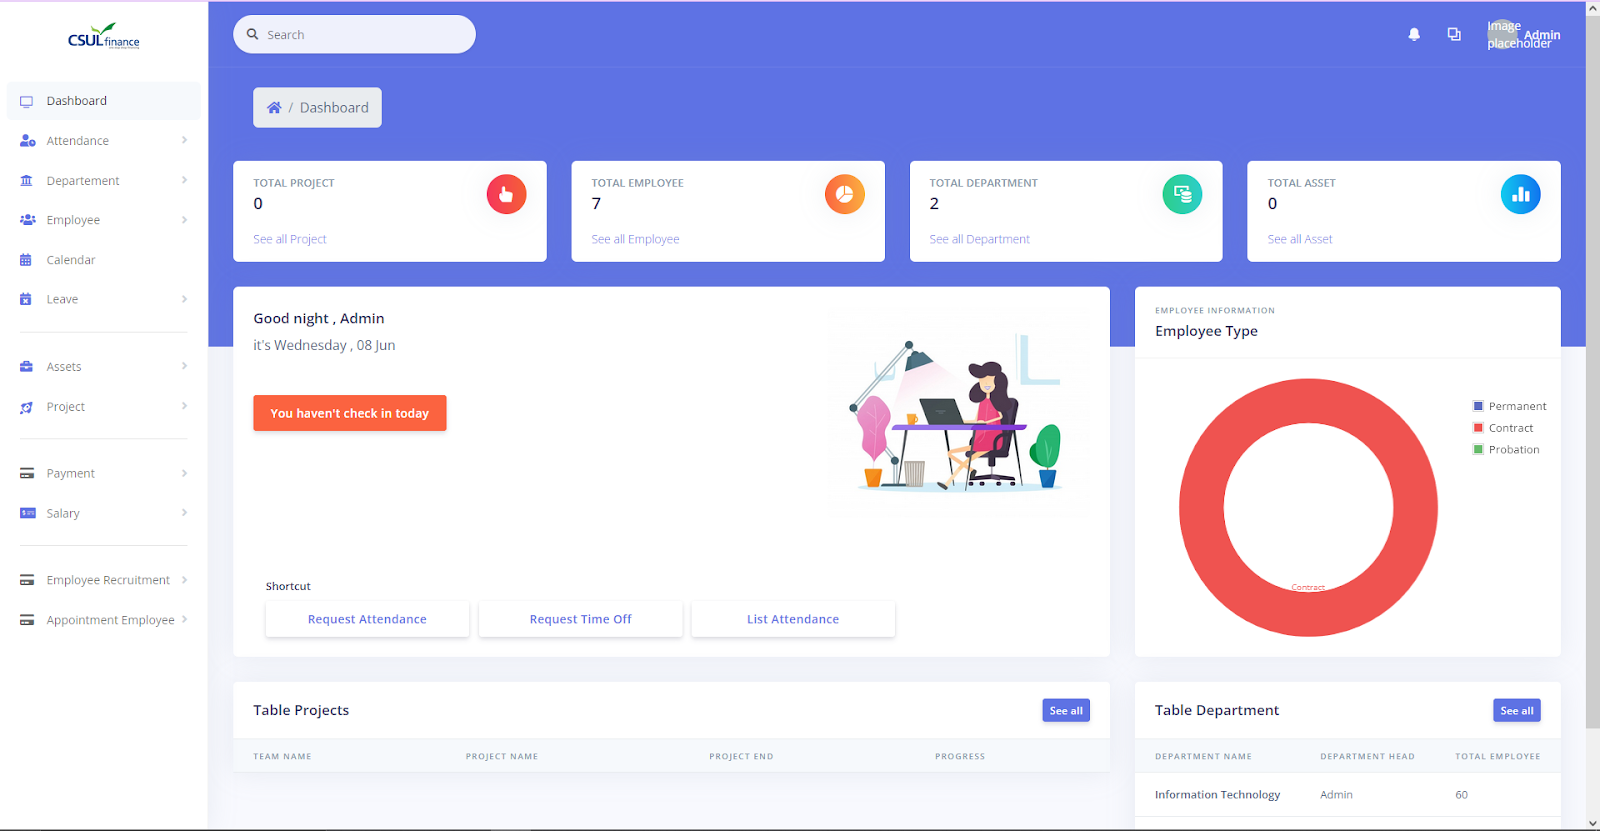 CSUL finance
Search
Image placeholder
Admin
Dashboard
Attendance
Departement
Employee
Calendar
Leave
Assets
Project
Payment
Salary
Employee Recruitment
Appointment Employee
/ Dashboard
TOTAL PROJECT
0
See all Project
TOTAL EMPLOYEE
7
See all Employee
TOTAL DEPARTMENT
2
See all Department
TOTAL ASSET
0
See all Asset
Good night , Admin
it's Wednesday , 08 Jun
You haven't check in today
Shortcut
Request Attendance
Request Time Off
List Attendance
EMPLOYEE INFORMATION
Employee Type
Permanent
Contract
Probation
Contract
Table Projects
See all
TEAM NAME PROJECT NAME PROJECT END PROGRESS
Table Department
See all
DEPARTMENT NAME DEPARTMENT HEAD TOTAL EMPLOYEE
Information Technology Admin 60